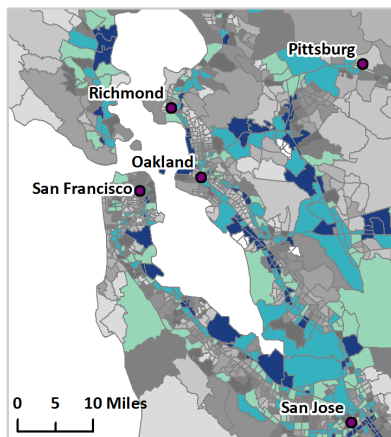 Pittsburg
Richmond
Oakland
San Francisco
San Jose
0 5 10 Miles